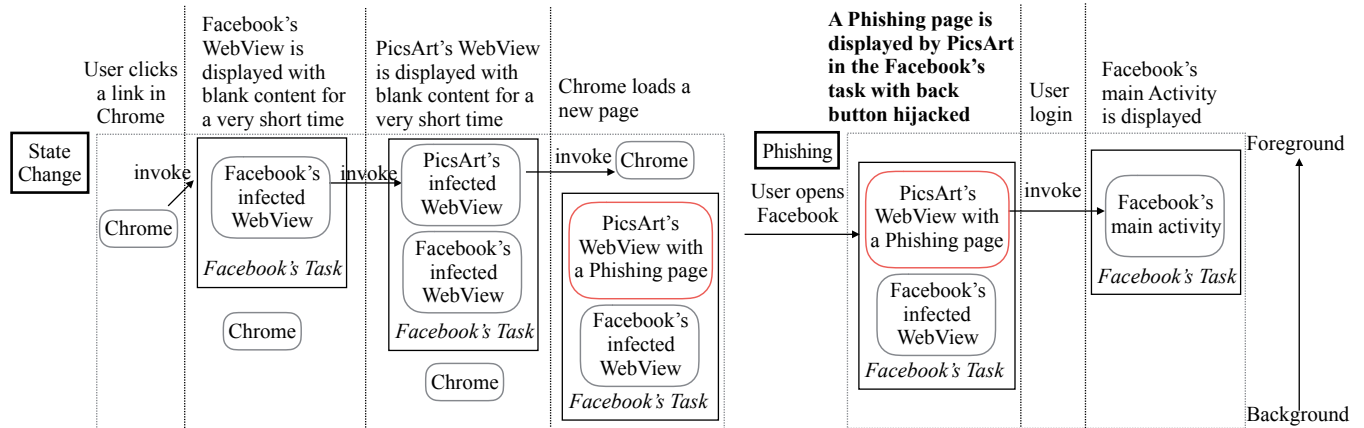 State
Change
User clicks
a link in
Chrome
invoke
Chrome
Facebook's
WebView is
displayed with
blank content for
a very short time
Facebook's
infected
WebView
Facebook's Task
Chrome
invoke
PicsArt's WebView
is displayed with
blank content for a
very short time
PicsArt's
infected
WebView
Facebook's
infected
WebView
Facebook's Task
Chrome
invoke
Chrome loads a
new page
Chrome
PicsArt's
WebView with
a Phishing page
Facebook's
infected
WebView
Facebook's Task
Phishing
User opens
Facebook
A Phishing page is
displayed by PicsArt
in the Facebook's
task with back
button hijacked
PicsArt's
WebView with
a Phishing page
Facebook's
infected
WebView
Facebook's Task
User
login
invoke
Facebook's
main Activity
is displayed
Facebook's
main activity
Facebook's Task
Foreground
Background